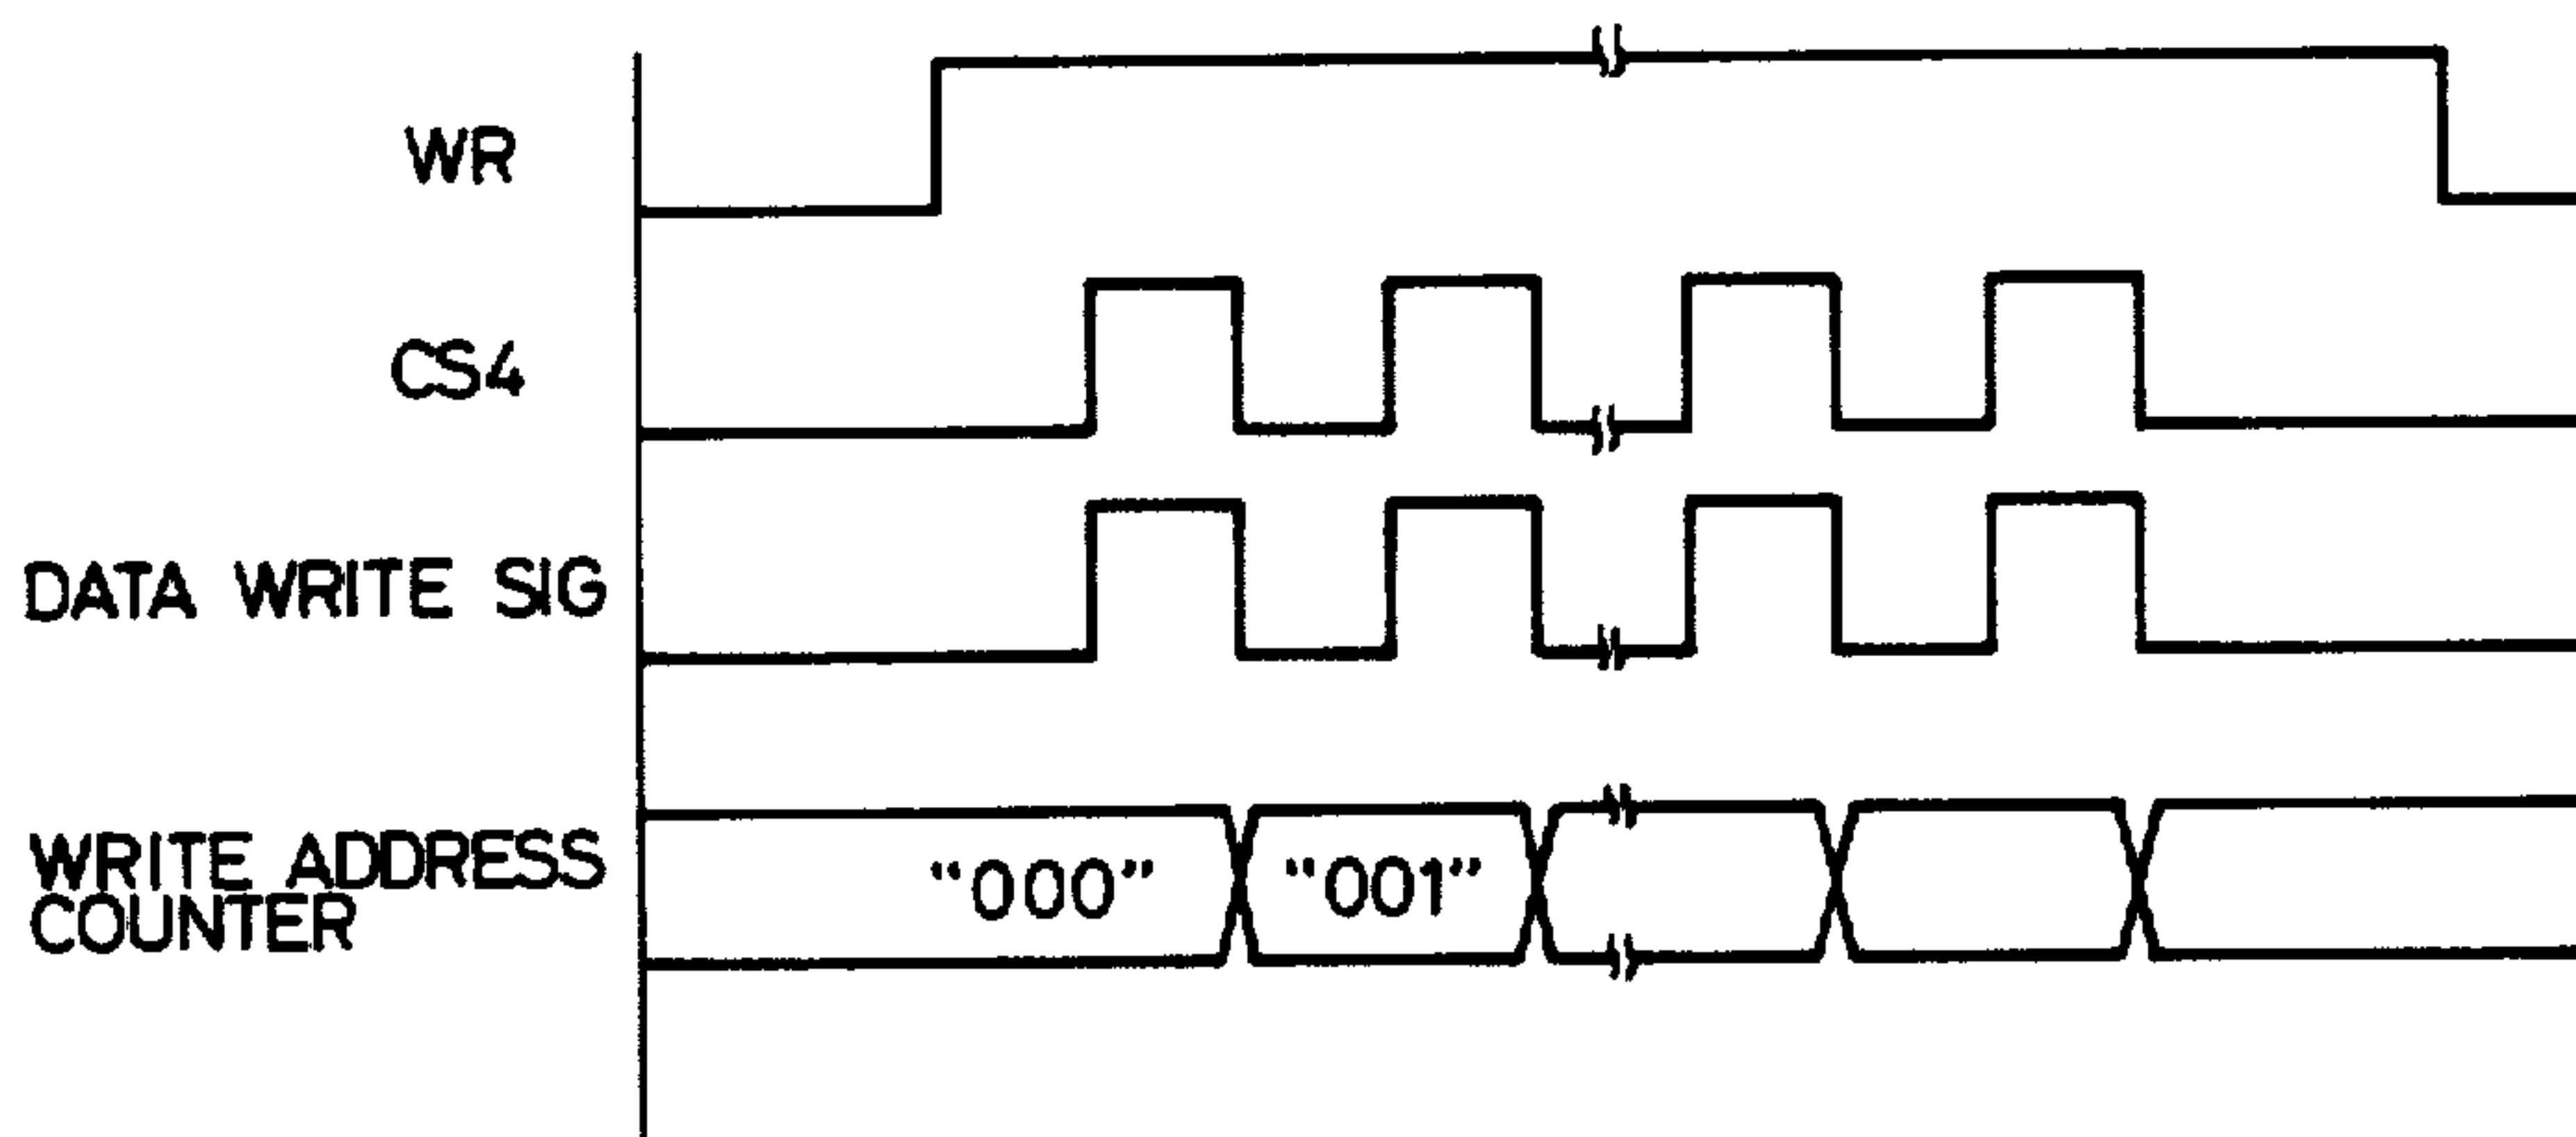 WR
CS4
DATA WRITE SIG
WRITE ADDRESS
COUNTER
"000" "001"